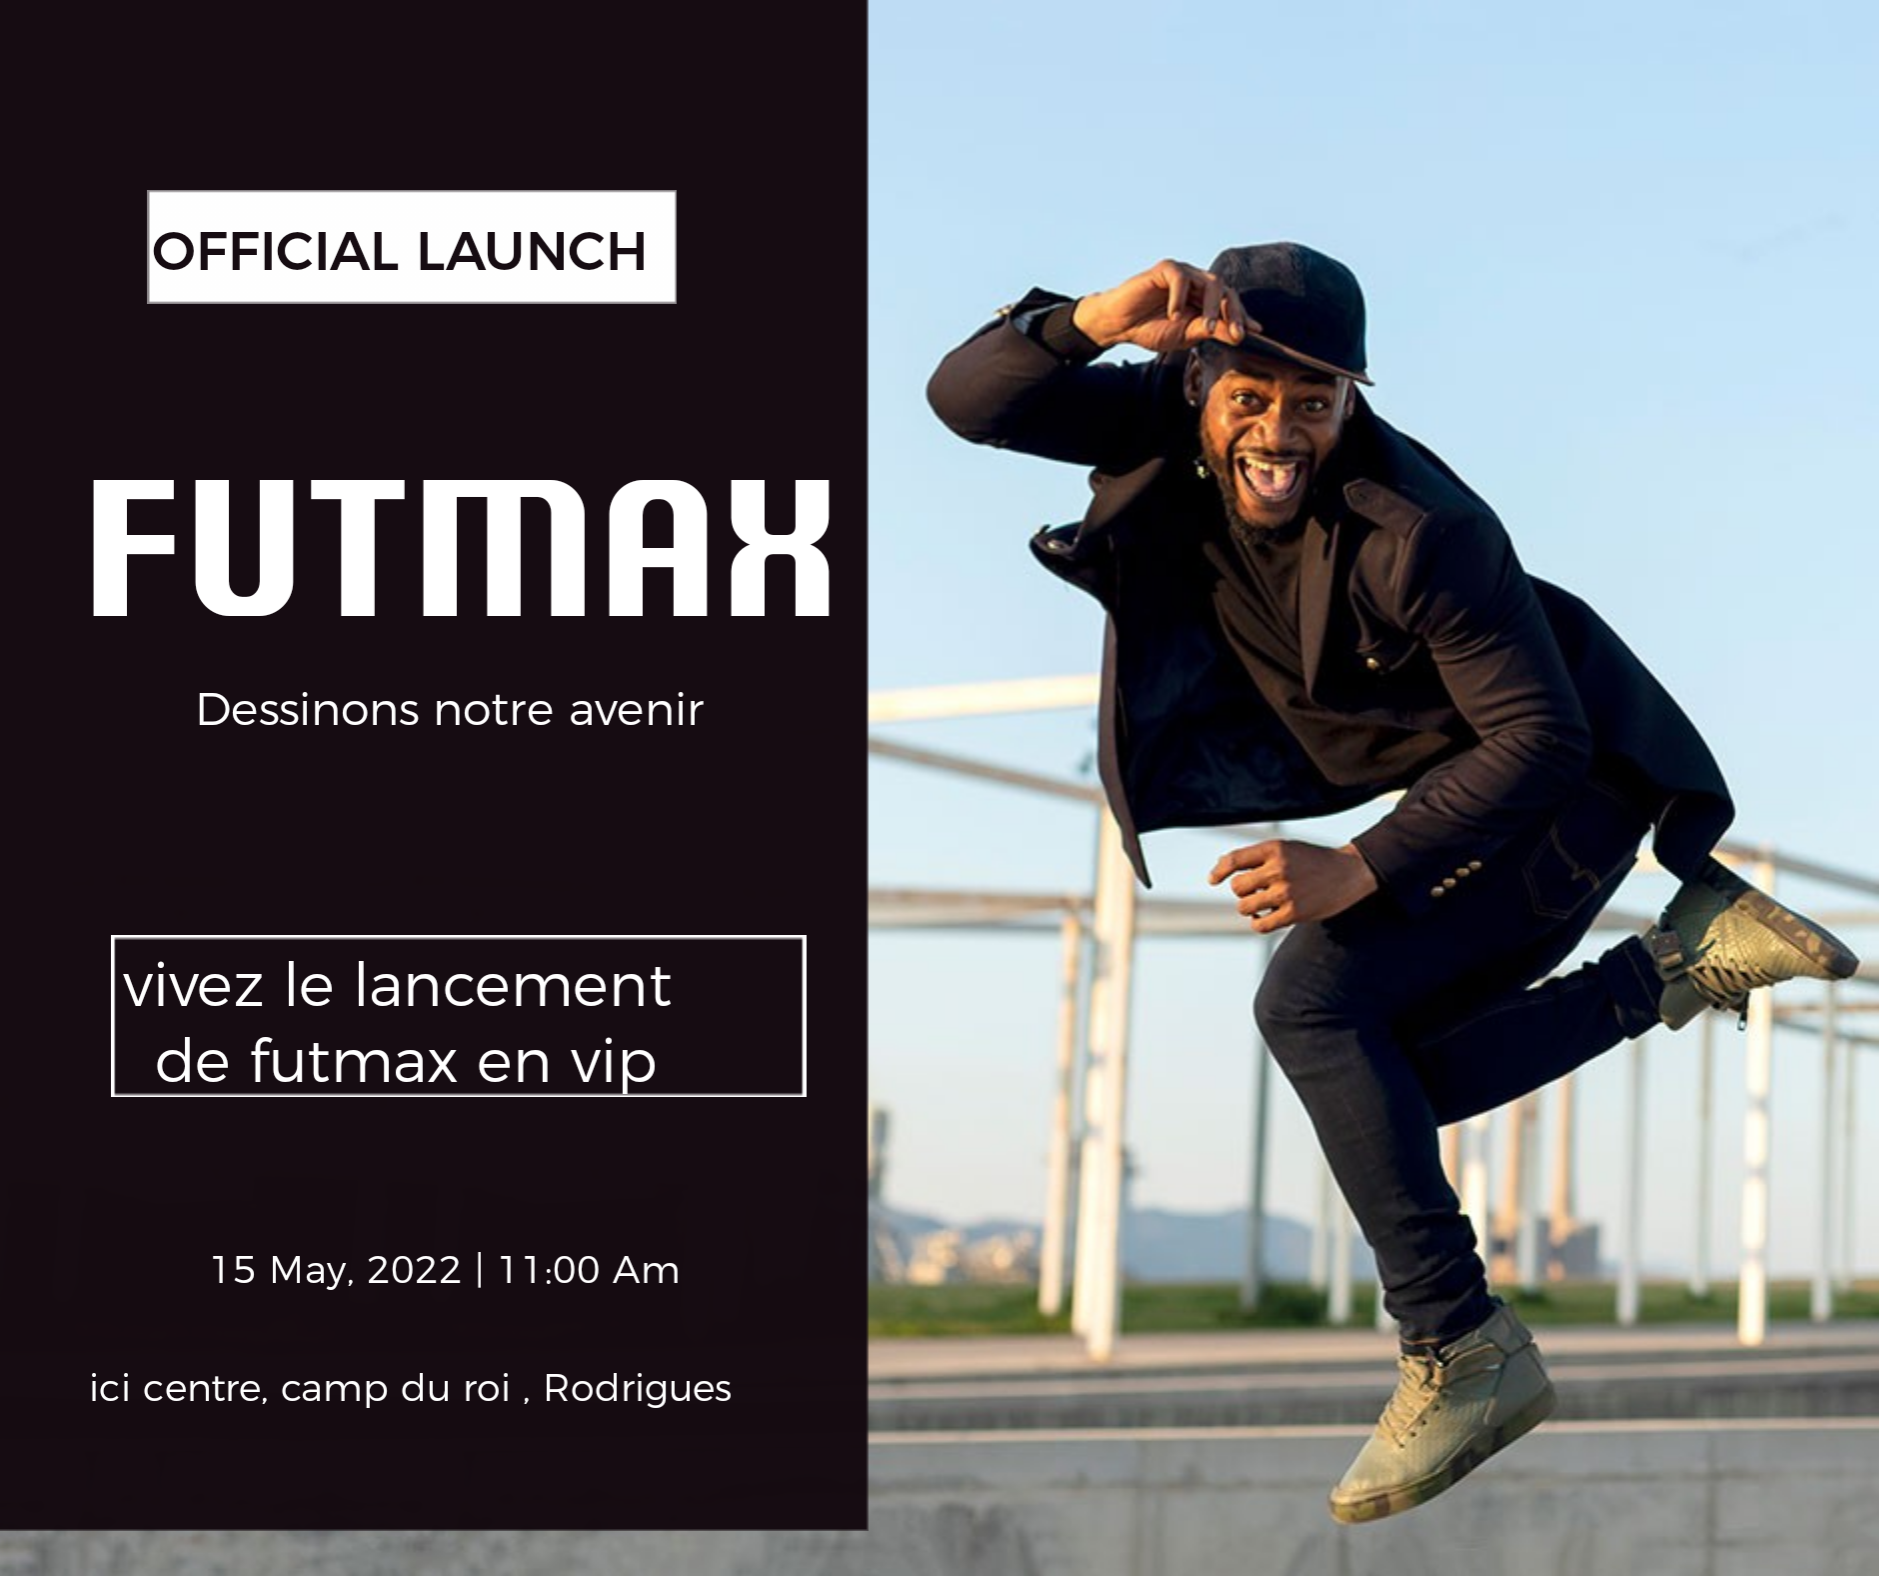 OFFICIAL LAUNCH
FUTMAX
Dessinons notre avenir
vivez le lancement
de futmax en vip
15 May, 2022 | 11:00 Am
ici centre, camp du roi , Rodrigues